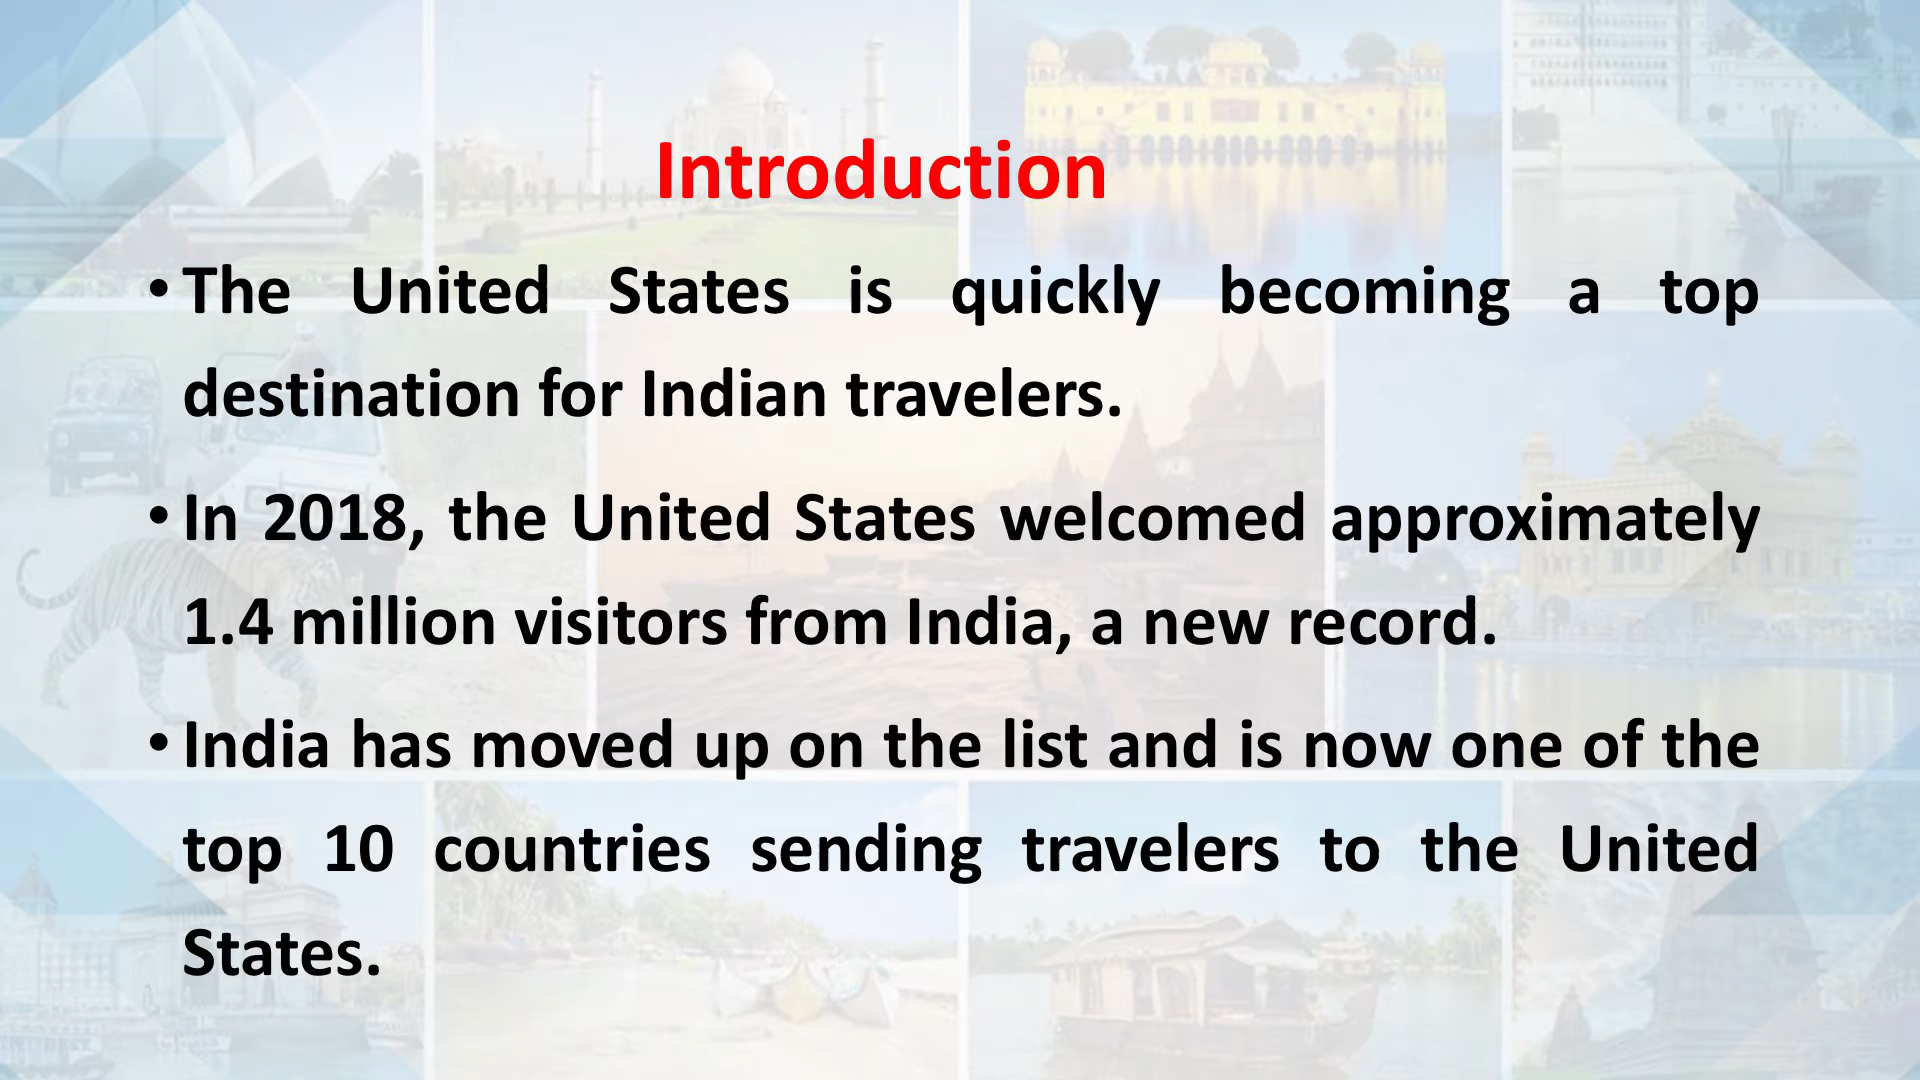 Introduction
• The United States is quickly becoming a top
destination for Indian travelers.
• In 2018, the United States welcomed approximately
1.4 million visitors from India, a new record.
• India has moved up on the list and is now one of the
top 10 countries sending travelers to the United
States.